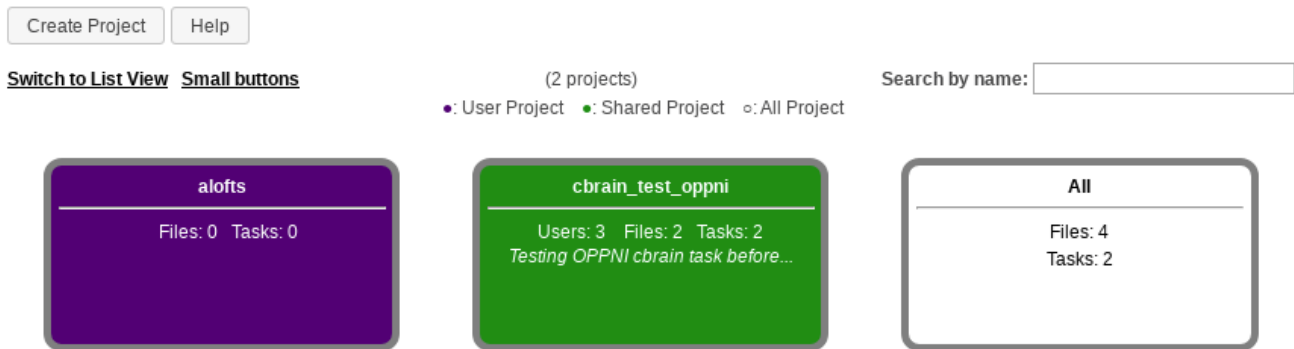 Create Project Help
Switch to List View Small buttons (2 projects) Search by name:
●: User Project ●: Shared Project ○: All Project
alofts
Files: 0 Tasks: 0
cbrain_test_oppni
Users: 3 Files: 2 Tasks: 2
Testing OPPNI cbrain task before...
All
Files: 4
Tasks: 2